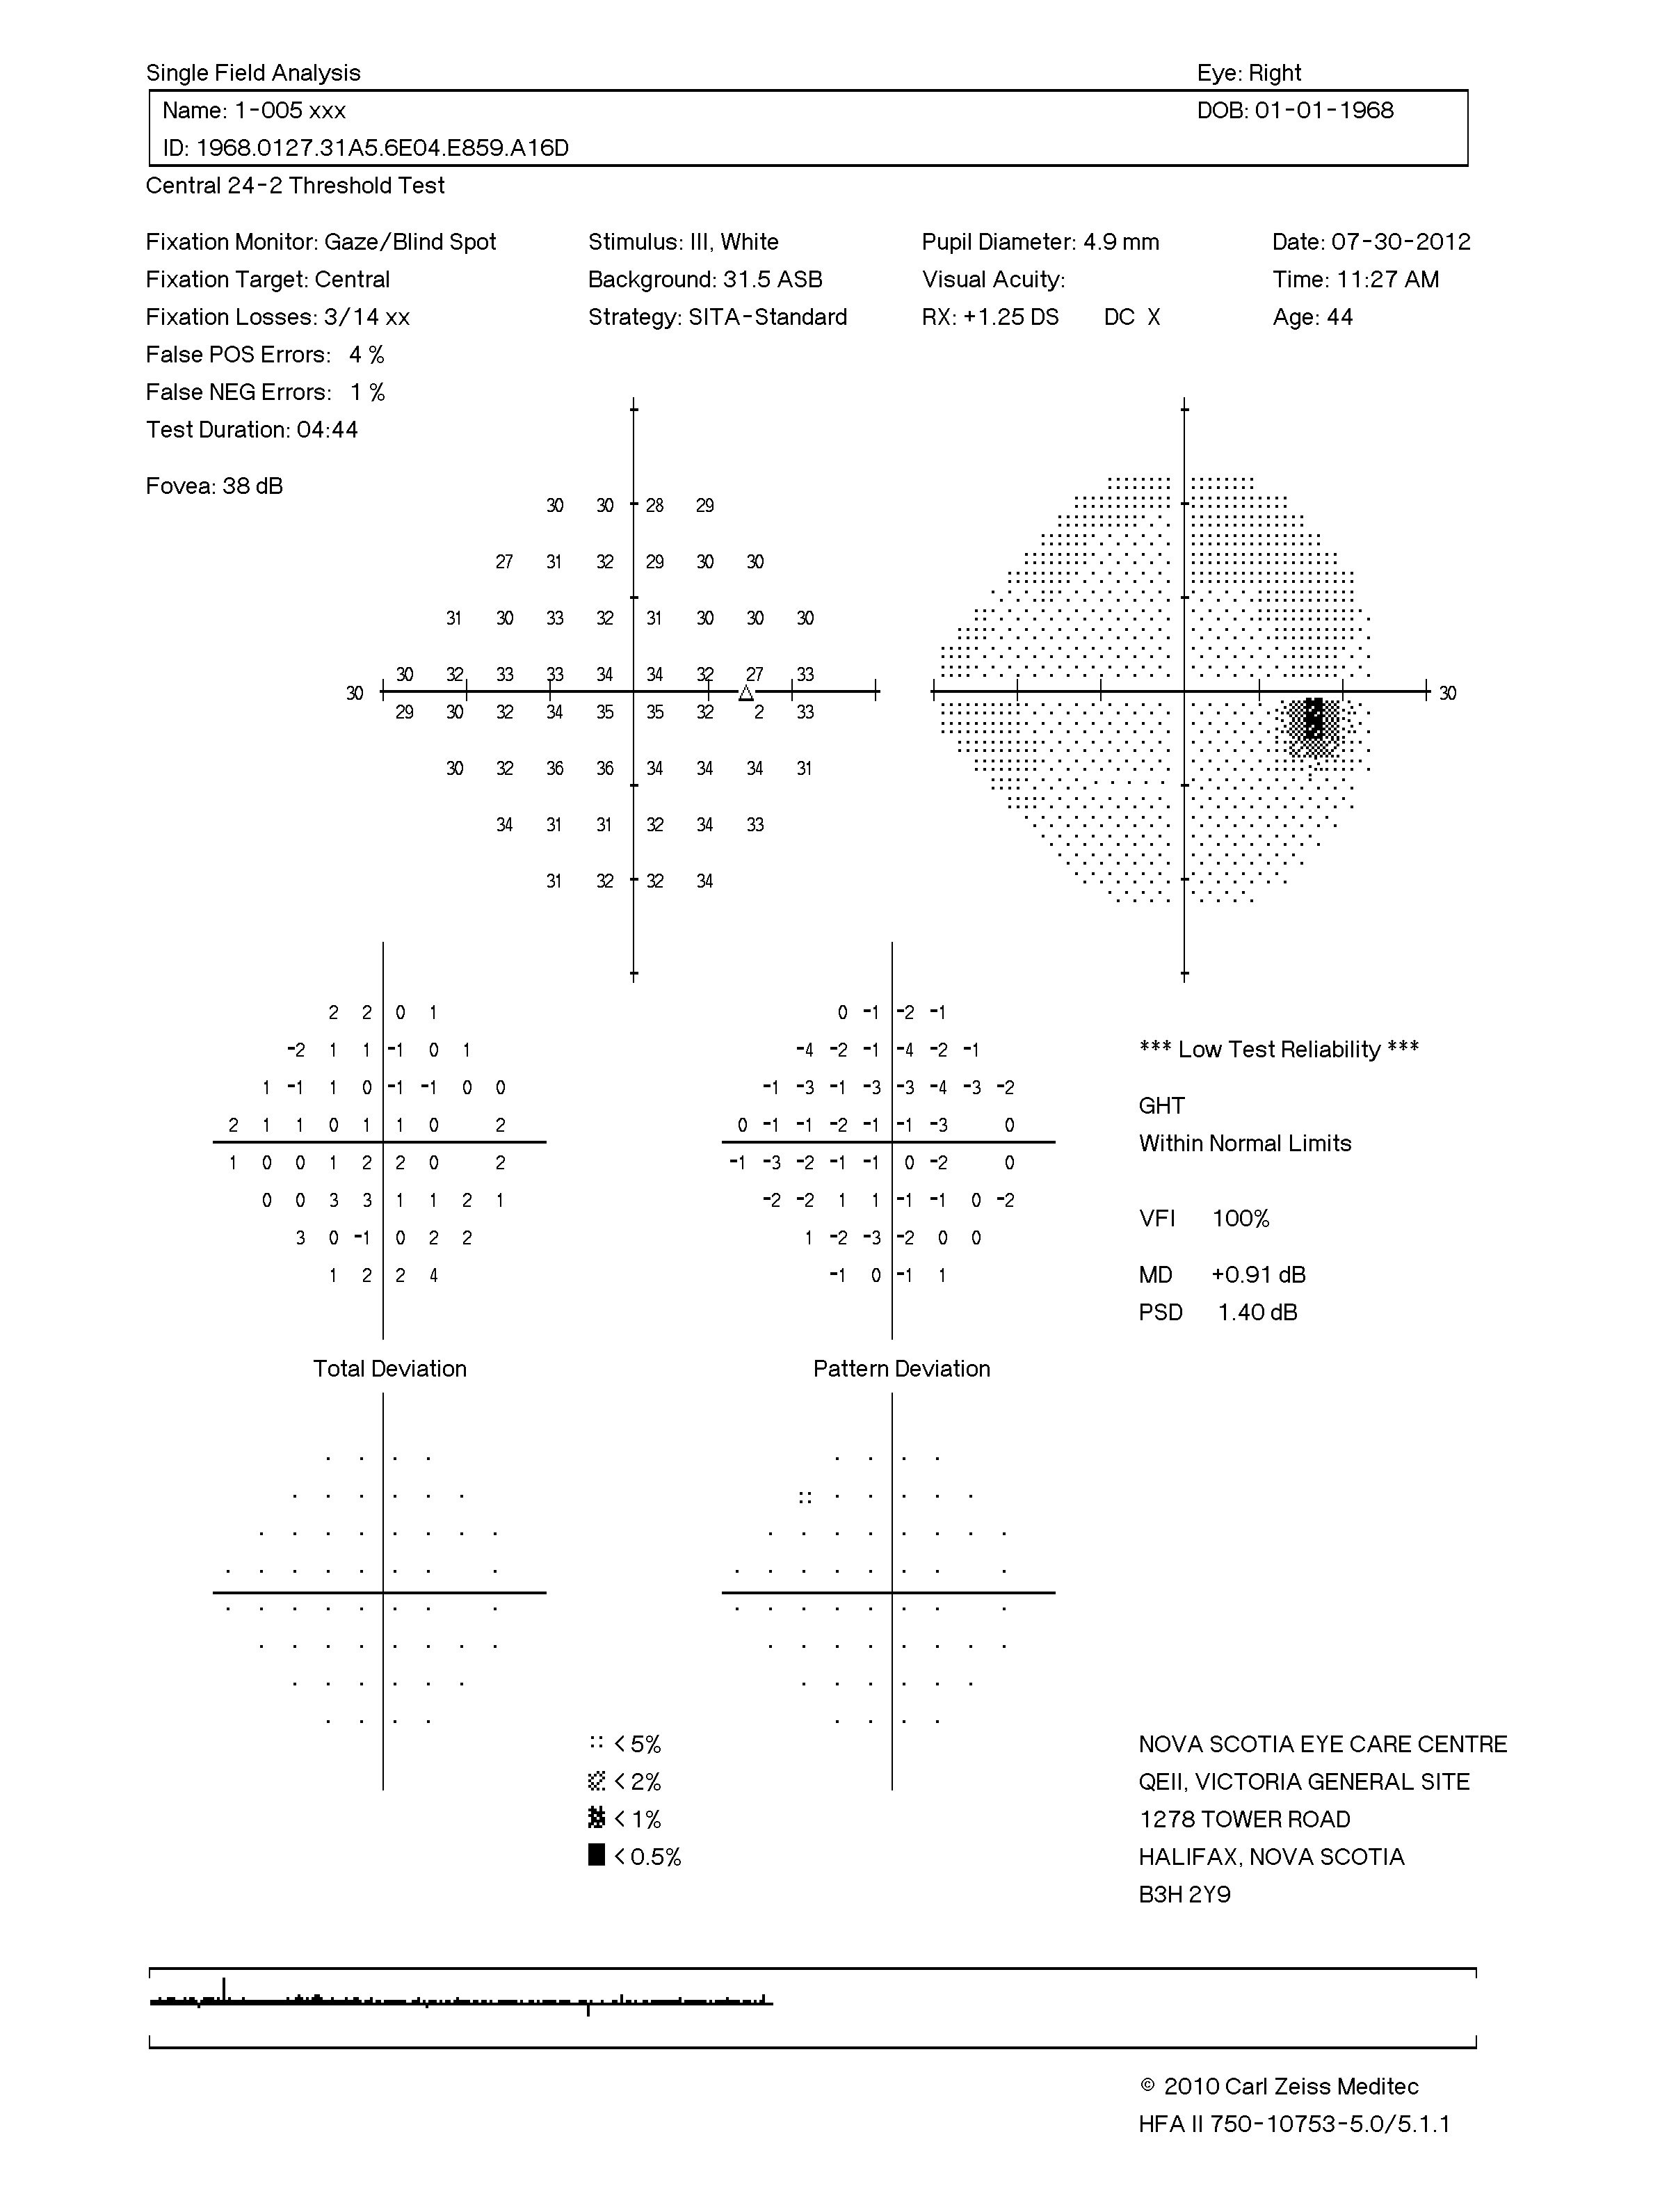 Single Field Analysis Eye: Right
Name: 1-005 xxx DOB: 01-01-1968
ID: 1968.0127.31A5.6E04.E859.A16D
Central 24-2 Threshold Test
Fixation Monitor: Gaze/Blind Spot Stimulus: III, White Pupil Diameter: 4.9 mm Date: 07-30-2012
Fixation Target: Central Background: 31.5 ASB Visual Acuity: Time: 11:27 AM
Fixation Losses: 3/14 xx Strategy: SITA-Standard RX: +1.25 DS DC X Age: 44
False POS Errors: 4 %
False NEG Errors: 1 %
Test Duration: 04:44
Fovea: 38 dB
30 30 28 29
27 31 32 29 30 30
31 30 33 32 31 30 30 30
30 32 33 33 34 34 32 27 33
30 30
29 30 32 34 35 35 32 2 33
30 32 36 36 34 34 34 31
34 31 31 32 34 33
31 32 32 34
2 2 0 1 0 -1 -2 -1
-2 1 1 -1 0 1 -4 -2 -1 -4 -2 -1 *** Low Test Reliability ***
1 -1 1 0 -1 -1 0 0 -1 -3 -1 -3 -3 -4 -3 -2
GHT
2 1 1 0 1 1 0 2 0 -1 -1 -2 -1 -1 -3 0
Within Normal Limits
1 0 0 1 2 2 0 2 -1 -3 -2 -1 -1 0 -2 0
0 0 3 3 1 1 2 1 -2 -2 1 1 -1 -1 0 -2
VFI 100%
3 0 -1 0 2 2 1 -2 -3 -2 0 0
1 2 2 4 -1 0 -1 1 MD +0.91 dB
PSD 1.40 dB
Total Deviation Pattern Deviation
< 5% NOVA SCOTIA EYE CARE CENTRE
< 2% QEII, VICTORIA GENERAL SITE
< 1% 1278 TOWER ROAD
< 0.5% HALIFAX, NOVA SCOTIA
B3H 2Y9
© 2010 Carl Zeiss Meditec
HFA II 750-10753-5.0/5.1.1